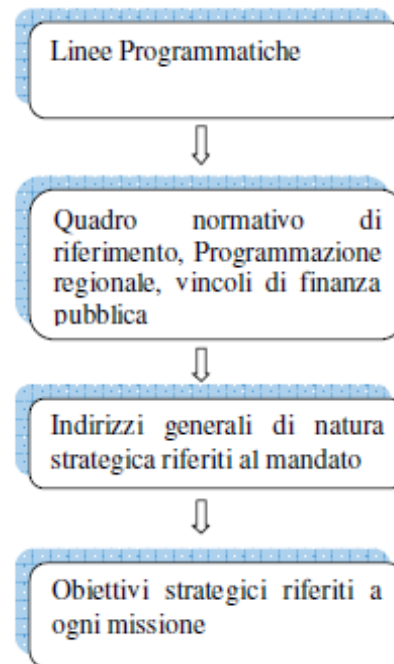 Linee Programmatiche
Quadro normativo di
riferimento, Programmazione
regionale, vincoli di finanza
pubblica
Indirizzi generali di natura
strategica riferiti al mandato
Obiettivi strategici riferiti a
ogni missione